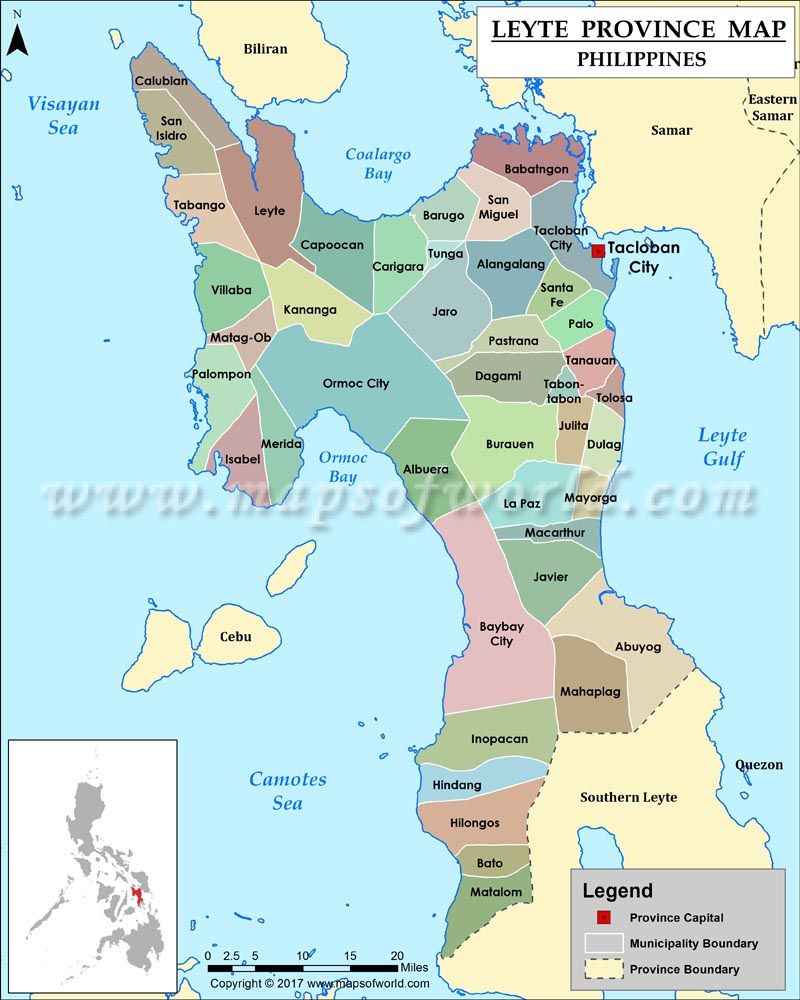 LEYTE PROVINCE MAP
PHILIPPINES
N
Biliran
Calubian
Visayan
Sea
San
Isidro
Coalargo
Bay
Samar
Eastern
Samar
Babatngon
Tabango
Leyte
Barugo
San
Miguel
Capoocan
Tacloban
City
Tacloban
City
Tunga
Carigara
Alangalang
Santa
Fe
Villaba
Kananga
Jaro
Palo
Matag-Ob
Pastrana
Tanauan
Palompon
Ormoc City
Dagami
Tabon-
tabon
Tolosa
Isabel
Merida
Ormoc
Bay
Albuera
Burauen
Julita
Dulag
Leyte
Gulf
www.mapsofworld.com
La Paz
Mayorga
Macarthur
Javier
Cebu
Baybay
City
Abuyog
Mahaplag
Inopacan
Camotes
Sea
Hindang
Quezon
Southern Leyte
Hilongos
Bato
Matalom
Legend
Province Capital
Municipality Boundary
Province Boundary
0 2.5 5 10 15 20
Miles
Copyright © 2017 www.mapsofworld.com